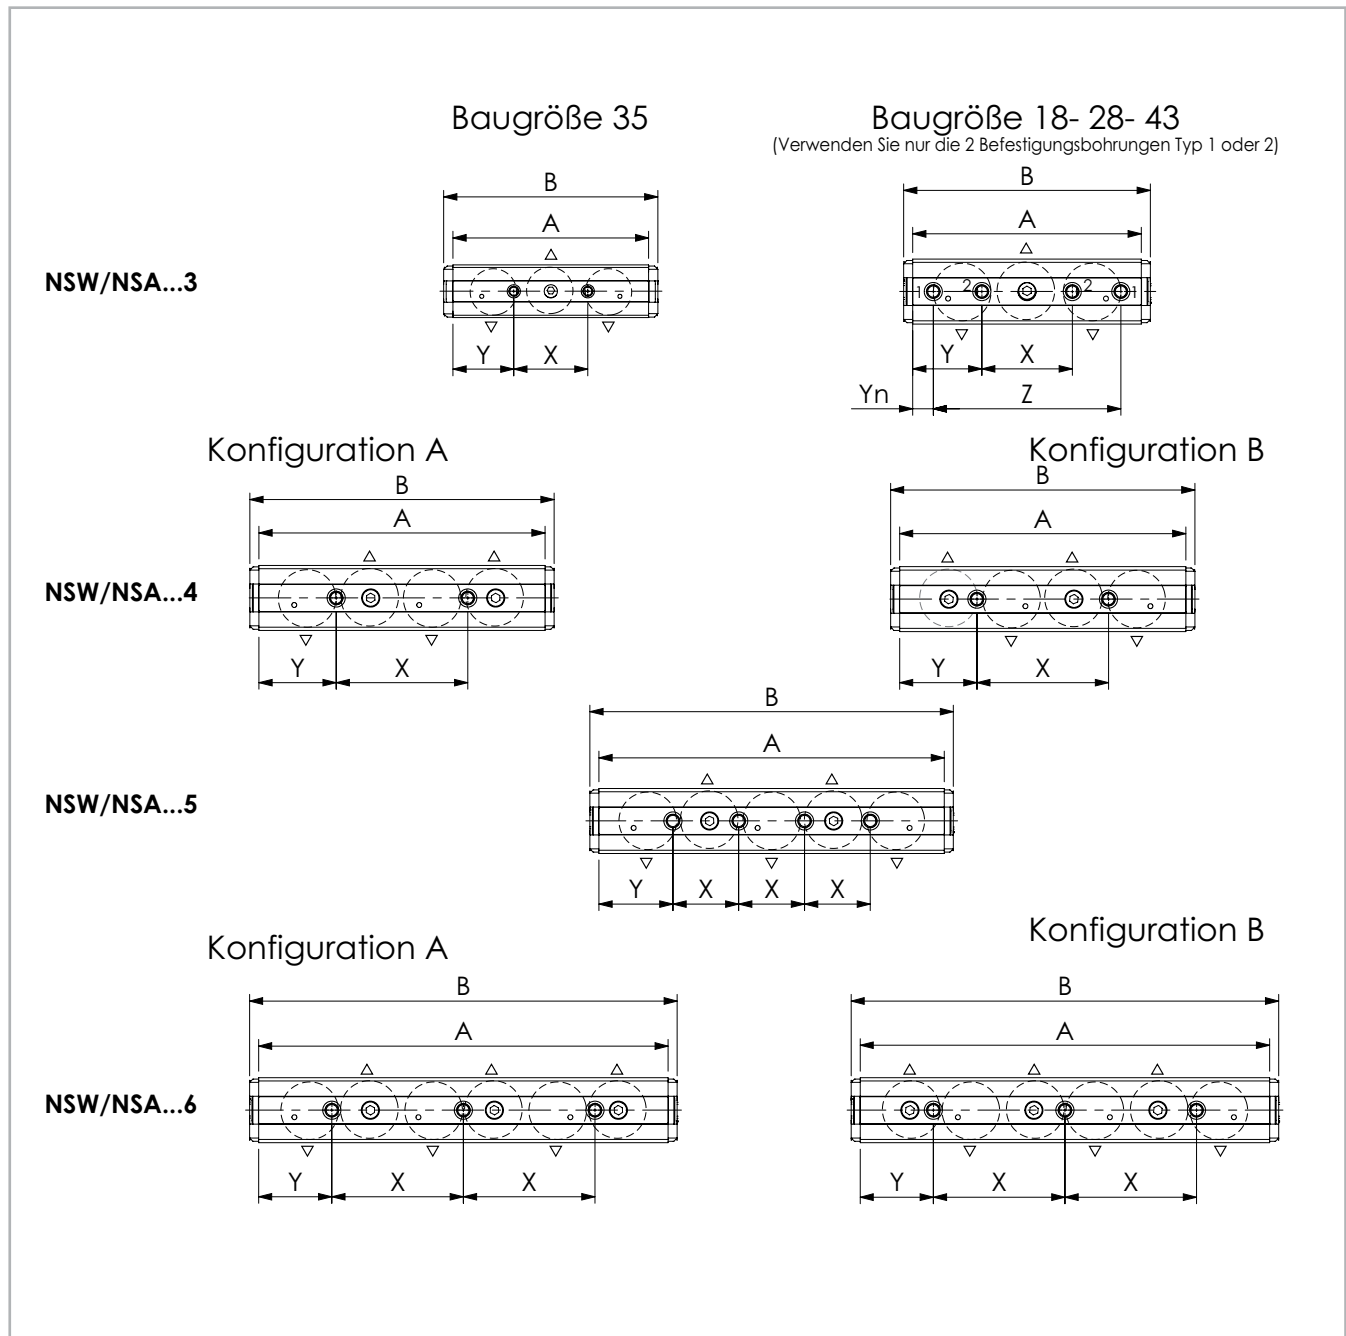 Baugröße 35
Baugröße 18- 28- 43
(Verwenden Sie nur die 2 Befestigungsbohrungen Typ 1 oder 2)
B
B
A
A
NSW/NSA...3
1 2 2 1
Y X
Y X
Yn Z
Konfiguration A
Konfiguration B
B
B
A
A
NSW/NSA...4
Y X
Y X
B
A
NSW/NSA...5
Y X X X
Konfiguration A
Konfiguration B
B
B
A
A
NSW/NSA...6
Y X X
Y X X